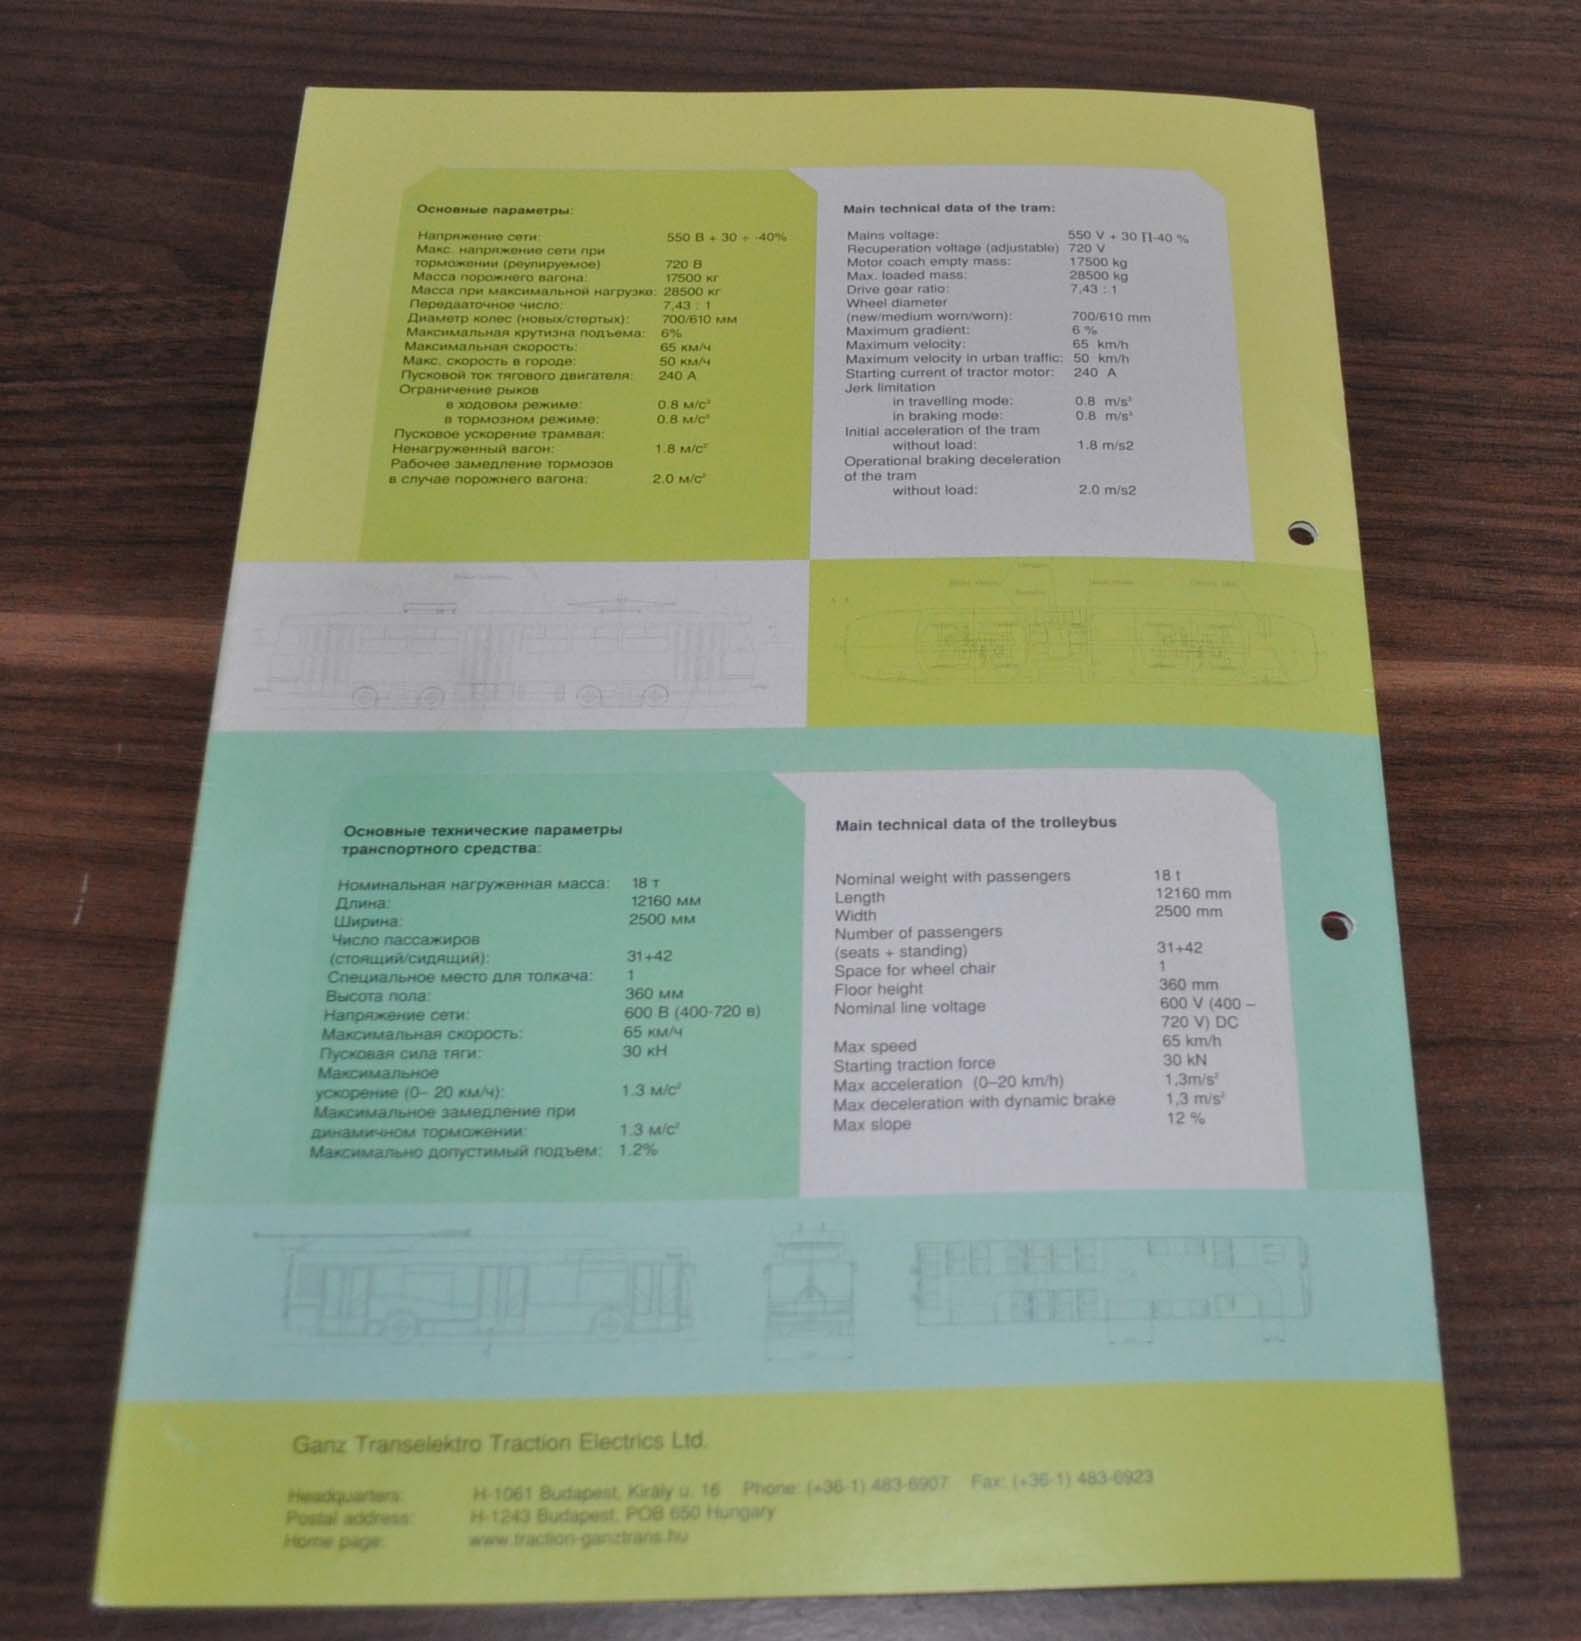 Основные параметры:
Напряжение сети: 550 В + 30 ÷ -40%
Макс. напряжение сети при
торможении (реулируемое) 720 В
Масса порожнего вагона: 17500 кг
Масса при максимальной нагрузке: 28500 кг
Передааточное число: 7,43 : 1
Диаметр колес (новых/стертых): 700/610 мм
Максимальная крутизна подъема: 6%
Максимальная скорость: 65 км/ч
Макс. скорость в городе: 50 км/ч
Пусковой ток тягового двигателя: 240 А
Ограничение рыков
в ходовом режиме: 0.8 м/с³
в тормозном режиме: 0.8 м/с³
Пусковое ускорение трамвая:
Ненагруженный вагон: 1.8 м/с²
Рабочее замедление тормозов
в случае порожнего вагона: 2.0 м/с²
Main technical data of the tram:
Mains voltage: 550 V + 30 ∏-40 %
Recuperation voltage (adjustable) 720 V
Motor coach empty mass: 17500 kg
Max. loaded mass: 28500 kg
Drive gear ratio: 7,43 : 1
Wheel diameter
(new/medium worn/worn): 700/610 mm
Maximum gradient: 6 %
Maximum velocity: 65 km/h
Maximum velocity in urban traffic: 50 km/h
Starting current of tractor motor: 240 A
Jerk limitation
in travelling mode: 0.8 m/s³
in braking mode: 0.8 m/s³
Initial acceleration of the tram
without load: 1.8 m/s2
Operational braking deceleration
of the tram
without load: 2.0 m/s2
Основные технические параметры
транспортного средства:
Номинальная нагруженная масса: 18 т
Длина: 12160 мм
Ширина: 2500 мм
Число пассажиров
(стоящий/сидящий): 31+42
Специальное место для толкача: 1
Высота пола: 360 мм
Напряжение сети: 600 В (400-720 в)
Максимальная скорость: 65 км/ч
Пусковая сила тяги: 30 кН
Максимальное
ускорение (0– 20 км/ч): 1.3 м/с²
Максимальное замедление при
динамичном торможении: 1.3 м/с²
Максимально допустимый подъем: 1.2%
Main technical data of the trolleybus
Nominal weight with passengers 18 t
Length 12160 mm
Width 2500 mm
Number of passengers
(seats + standing) 31+42
Space for wheel chair 1
Floor height 360 mm
Nominal line voltage 600 V (400 –
720 V) DC
Max speed 65 km/h
Starting traction force 30 kN
Max acceleration (0–20 km/h) 1,3m/s²
Max deceleration with dynamic brake 1,3 m/s²
Max slope 12 %
Ganz Transelektro Traction Electrics Ltd.
Headquarters: H-1061 Budapest, Király u. 16 Phone: (+36-1) 483-6907 Fax: (+36-1) 483-6923
Postal address: H-1243 Budapest, POB 650 Hungary
Home page: www.traction-ganztrans.hu